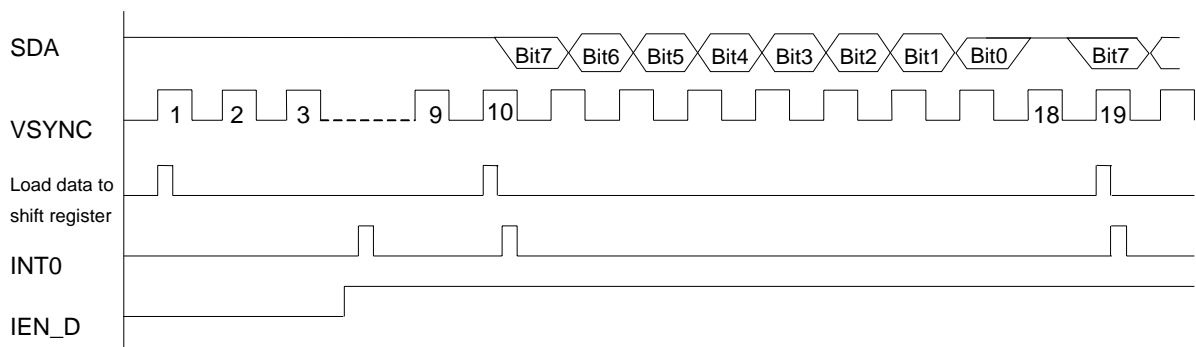 SDA Bit7 Bit6 Bit5 Bit4 Bit3 Bit2 Bit1 Bit0 Bit7
VSYNC 1 2 3 9 10 18 19
Load data to
shift register
INT0
IEN_D